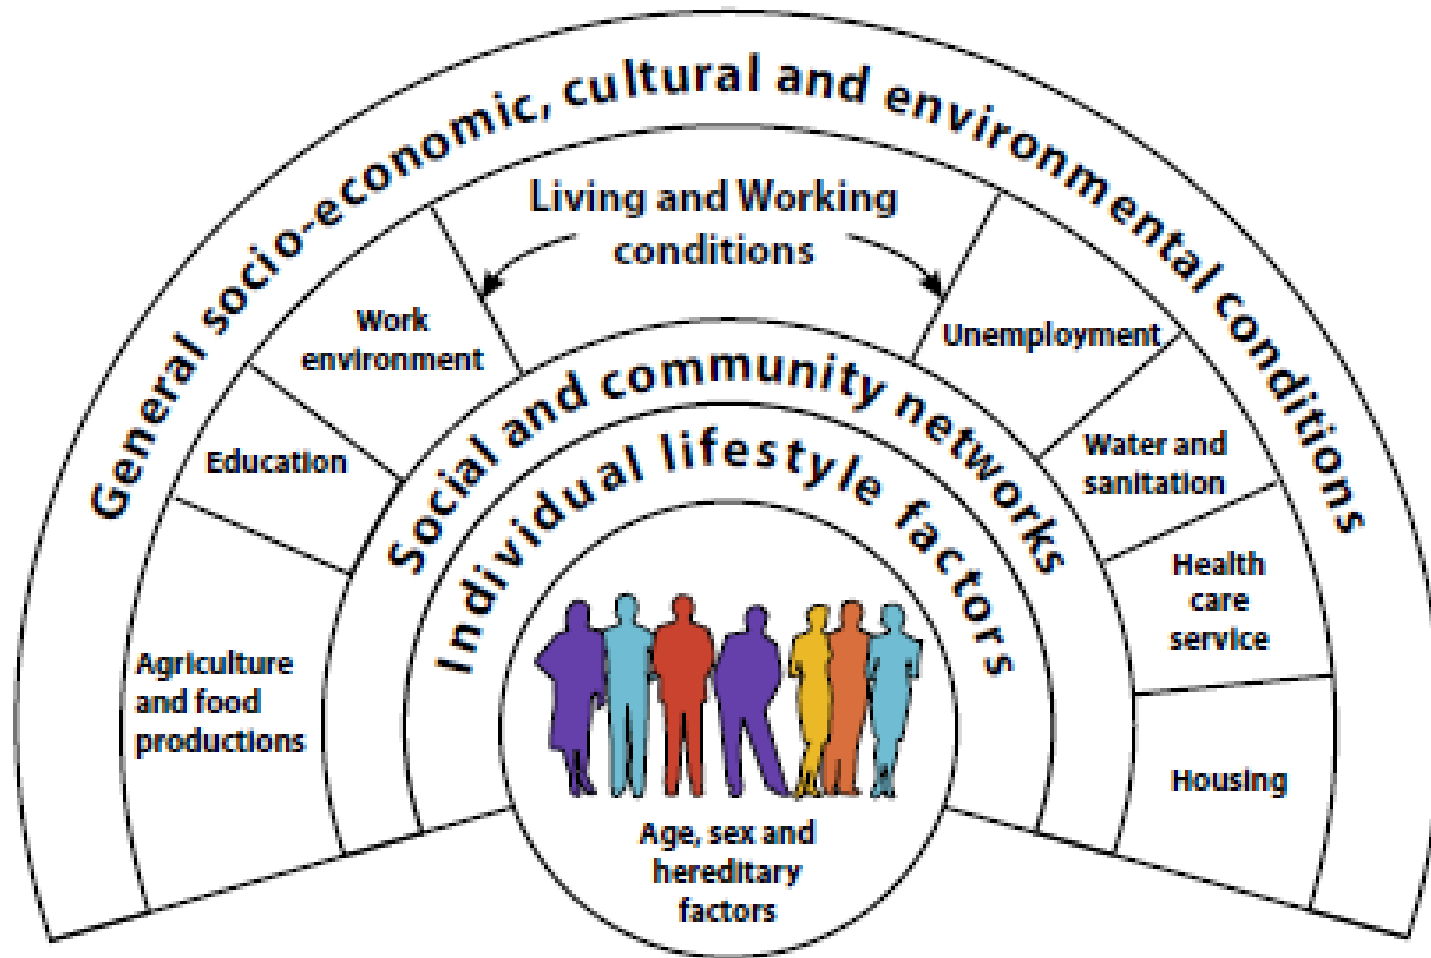 General socio-economic, cultural and environmental conditions
Living and Working
conditions
Work
environment
Unemployment
Education
Water and
sanitation
Agriculture
and food
productions
Health
care
service
Housing
Social and community networks
Individual lifestyle factors
Age, sex and
hereditary
factors